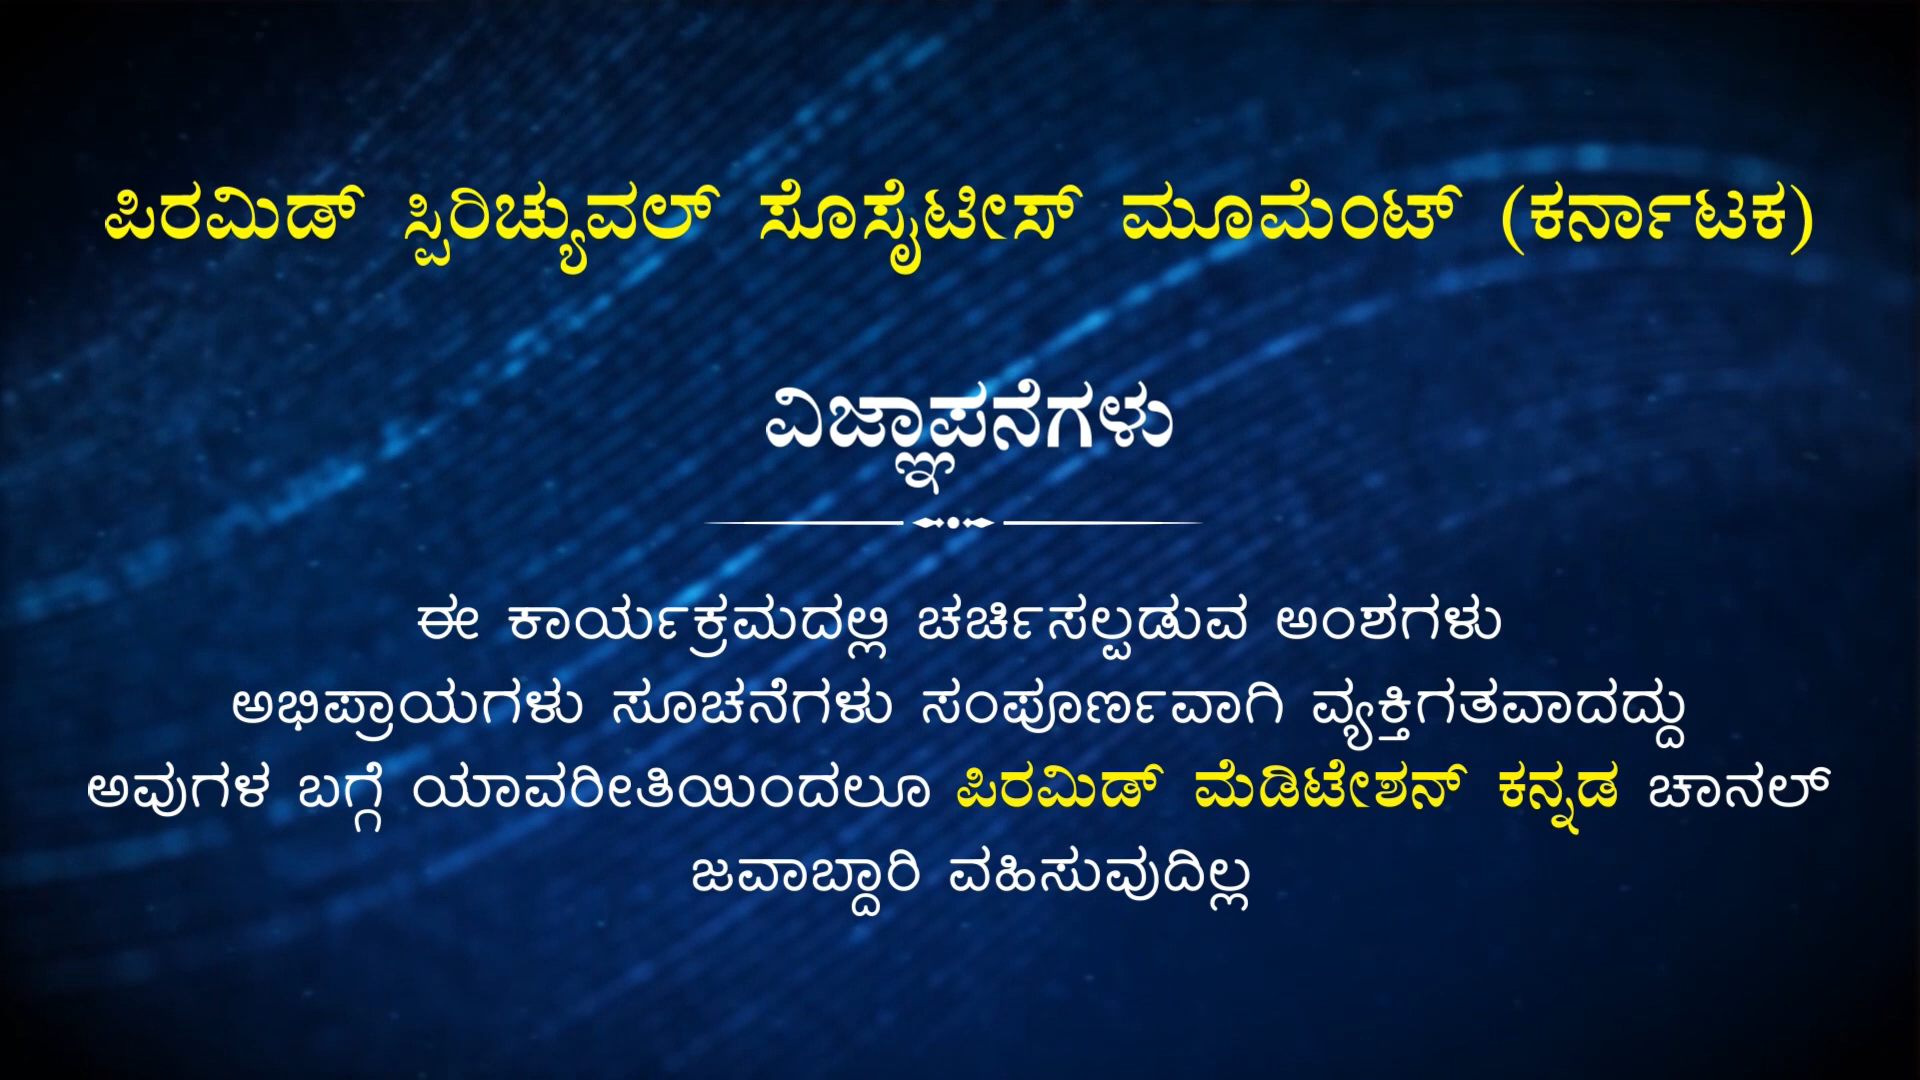 ಪಿರಮಿಡ್ ಸ್ಪಿರಿಚ್ಯುವಲ್ ಸೊಸೈಟೀಸ್ ಮೂಮೆಂಟ್ (ಕರ್ನಾಟಕ)
ವಿಜ್ಞಾಪನೆಗಳು
ಈ ಕಾರ್ಯಕ್ರಮದಲ್ಲಿ ಚರ್ಚಿಸಲ್ಪಡುವ ಅಂಶಗಳು
ಅಭಿಪ್ರಾಯಗಳು ಸೂಚನೆಗಳು ಸಂಪೂರ್ಣವಾಗಿ ವ್ಯಕ್ತಿಗತವಾದದ್ದು
ಅವುಗಳ ಬಗ್ಗೆ ಯಾವರೀತಿಯಿಂದಲೂ ಪಿರಮಿಡ್ ಮೆಡಿಟೇಶನ್ ಕನ್ನಡ ಚಾನಲ್
ಜವಾಬ್ದಾರಿ ವಹಿಸುವುದಿಲ್ಲ